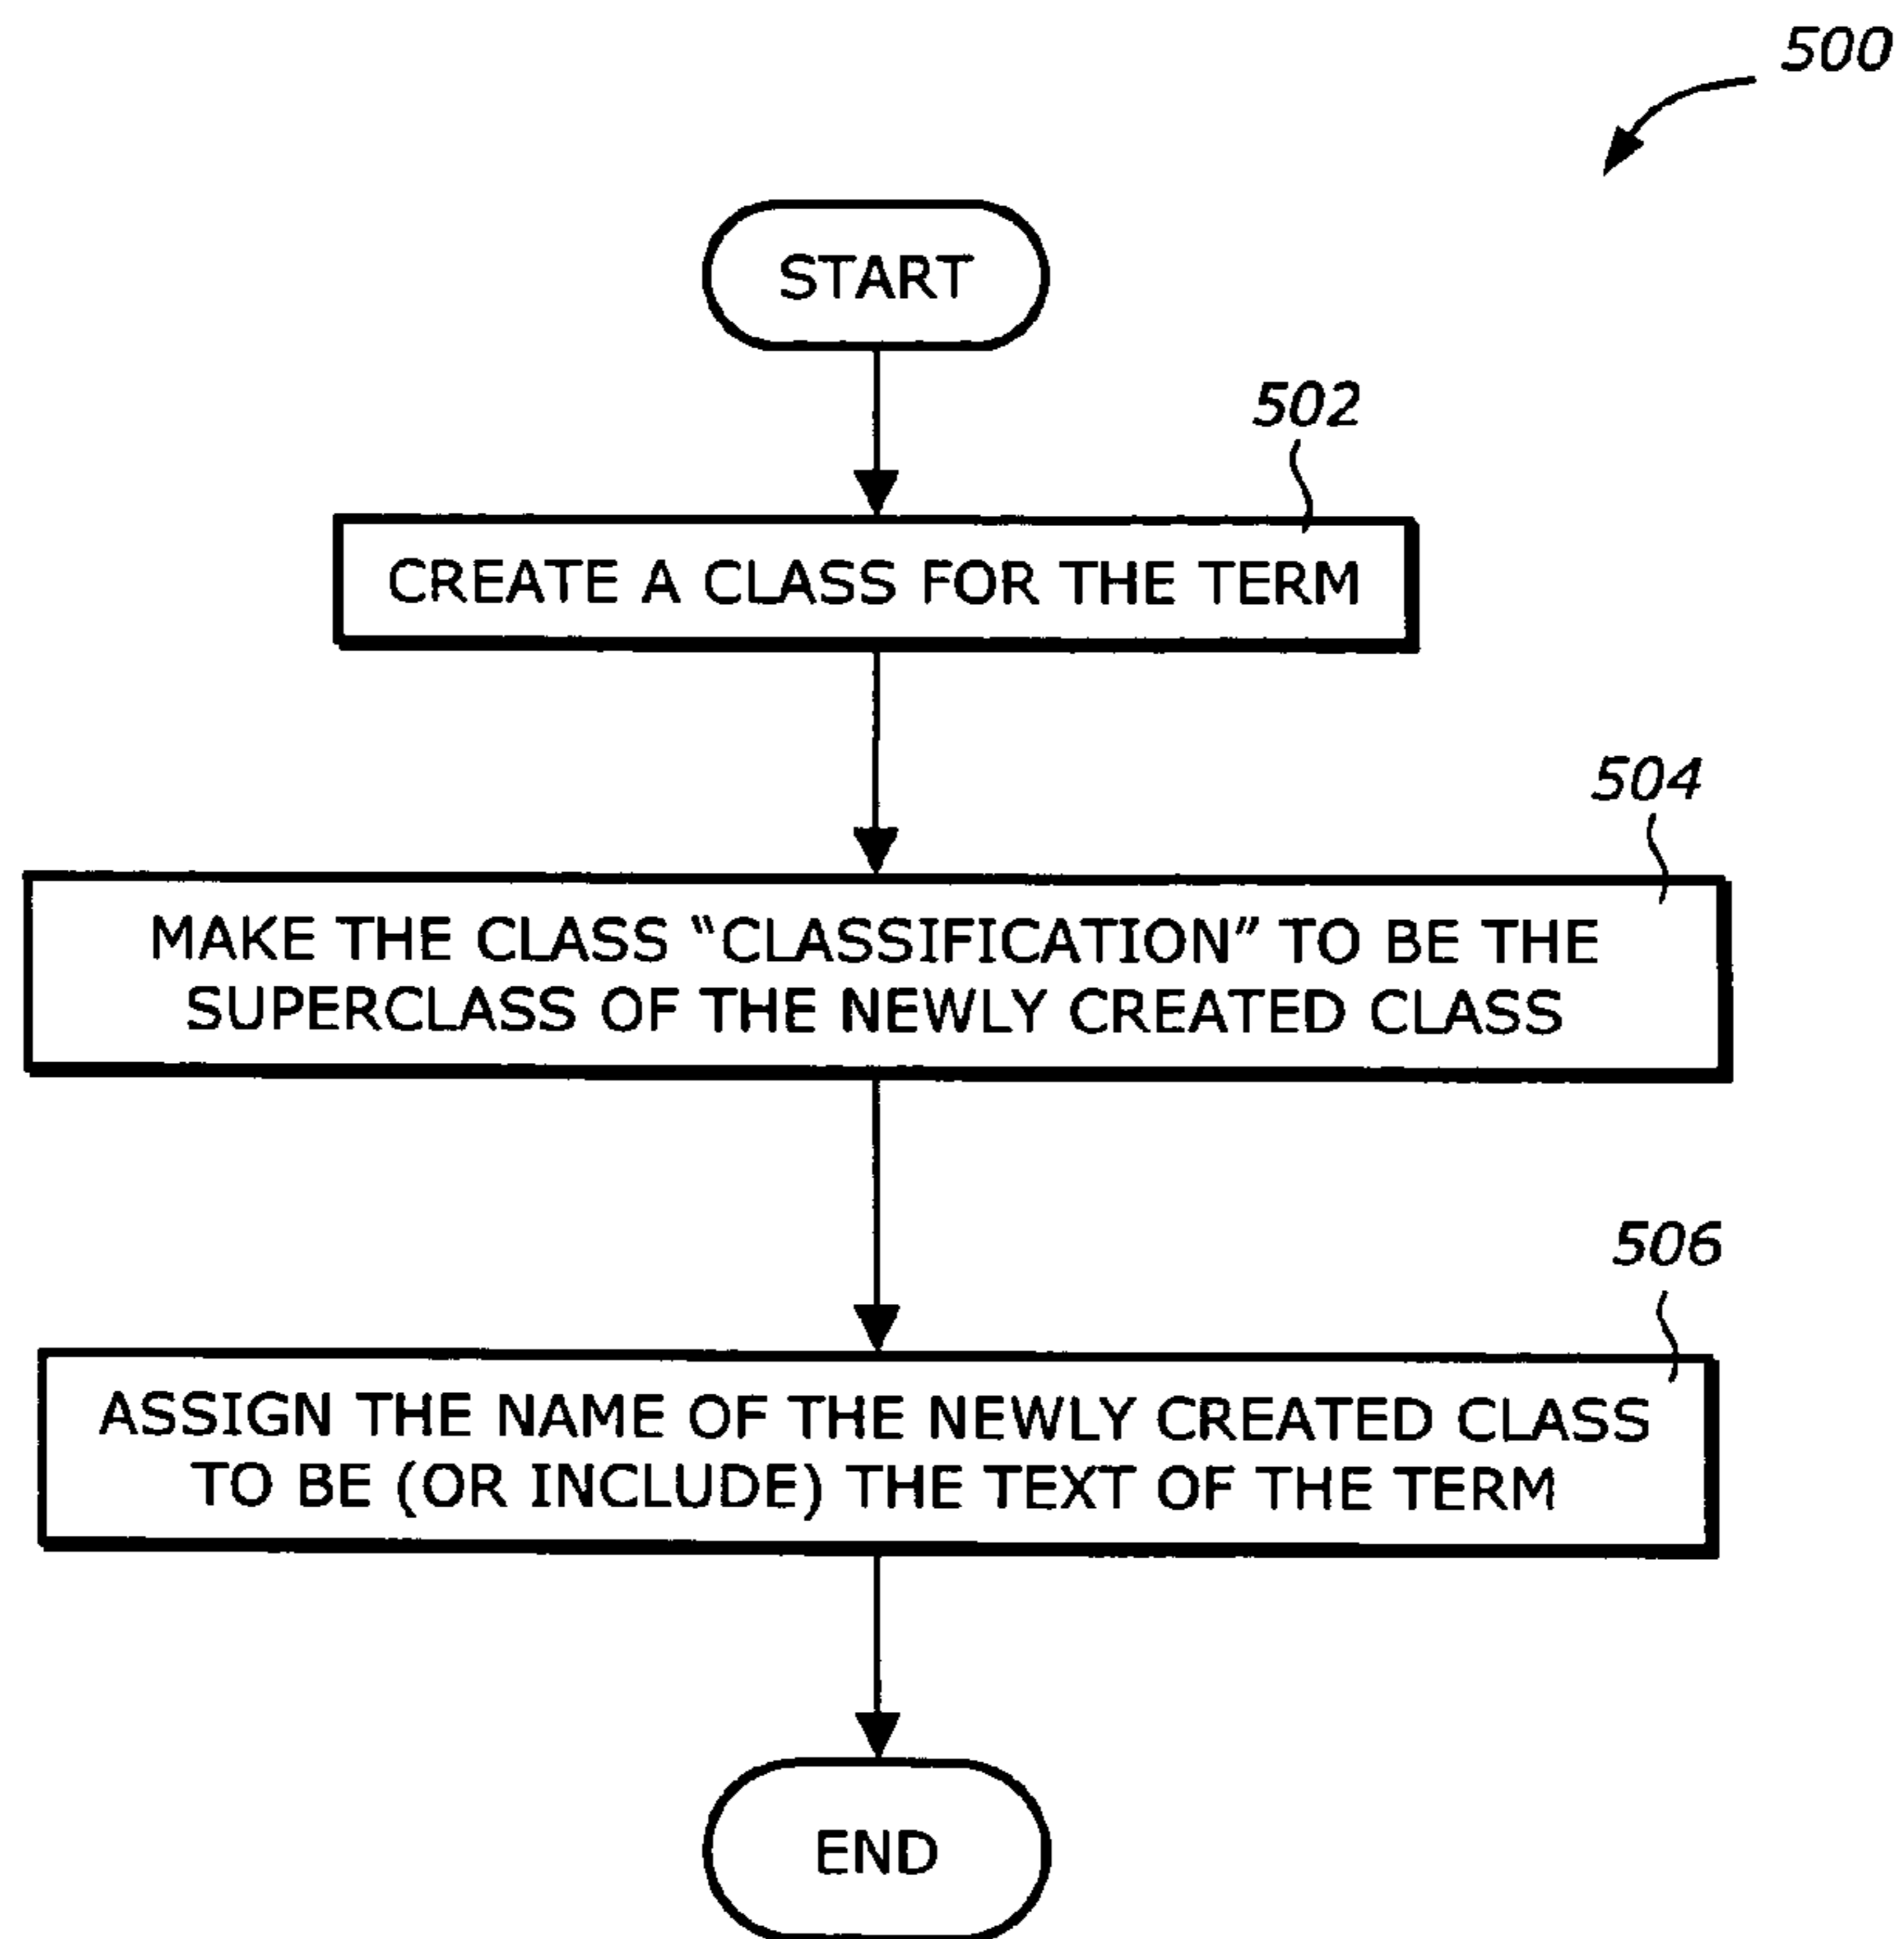 500
START
502
CREATE A CLASS FOR THE TERM
504
MAKE THE CLASS “CLASSIFICATION” TO BE THE
SUPERCLASS OF THE NEWLY CREATED CLASS
506
ASSIGN THE NAME OF THE NEWLY CREATED CLASS
TO BE (OR INCLUDE) THE TEXT OF THE TERM
END